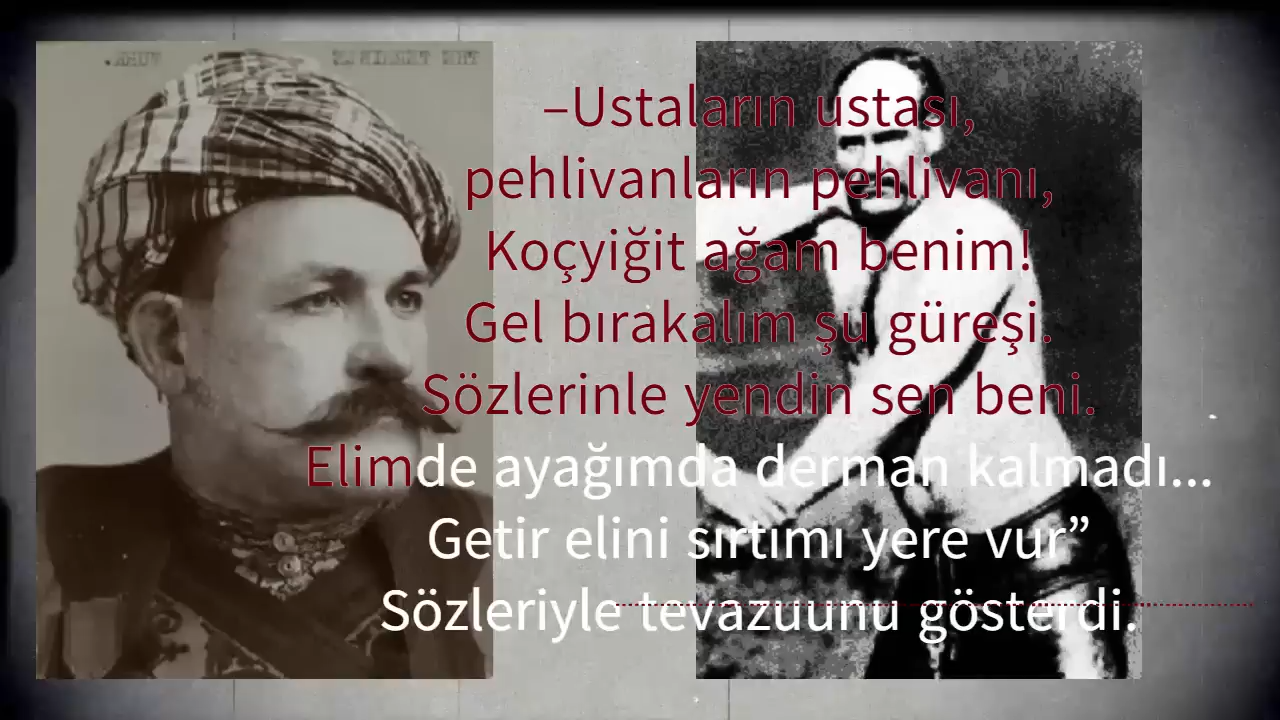 –Ustaların ustası,
pehlivanların pehlivanı,
Koçyiğit ağam benim!
Gel bırakalım şu güreşi.
Sözlerinle yendin sen beni.
Elimde ayağımda derman kalmadı...
Getir elini sırtımı yere vur”
Sözleriyle tevazuunu gösterdi.